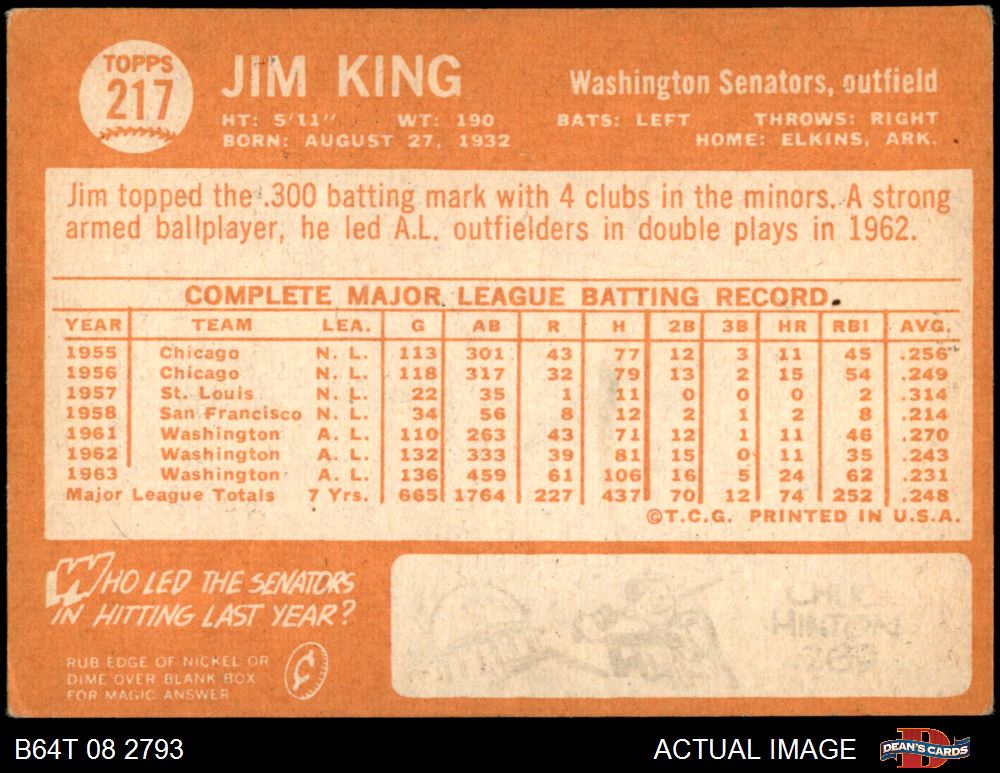 TOPPS
217
JIM KING
Washington Senators, outfield
HT: 5'11" WT: 190 BATS: LEFT THROWS: RIGHT
BORN: AUGUST 27, 1932 HOME: ELKINS, ARK.
Jim topped the .300 batting mark with 4 clubs in the minors. A strong
armed ballplayer, he led A.L. outfielders in double plays in 1962.
COMPLETE MAJOR LEAGUE BATTING RECORD.
YEAR TEAM LEA. G AB R H 2B 3B HR RBI AVG.
1955 Chicago N. L. 113 301 43 77 12 3 11 45 .256
1956 Chicago N. L. 118 317 32 79 13 2 15 54 .249
1957 St. Louis N. L. 22 35 1 11 0 0 0 2 .314
1958 San Francisco N. L. 34 56 8 12 2 1 2 8 .214
1961 Washington A. L. 110 263 43 71 12 1 11 46 .270
1962 Washington A. L. 132 333 39 81 15 0 11 35 .243
1963 Washington A. L. 136 459 61 106 16 5 24 62 .231
Major League Totals 7 Yrs. 665 1764 227 437 70 12 74 252 .248
©T.C.G. PRINTED IN U.S.A.
WHO LED THE SENATORS
IN HITTING LAST YEAR?
RUB EDGE OF NICKEL OR
DIME OVER BLANK BOX
FOR MAGIC ANSWER
HINTON
B64T 08 2793
ACTUAL IMAGE
DEAN'S CARDS